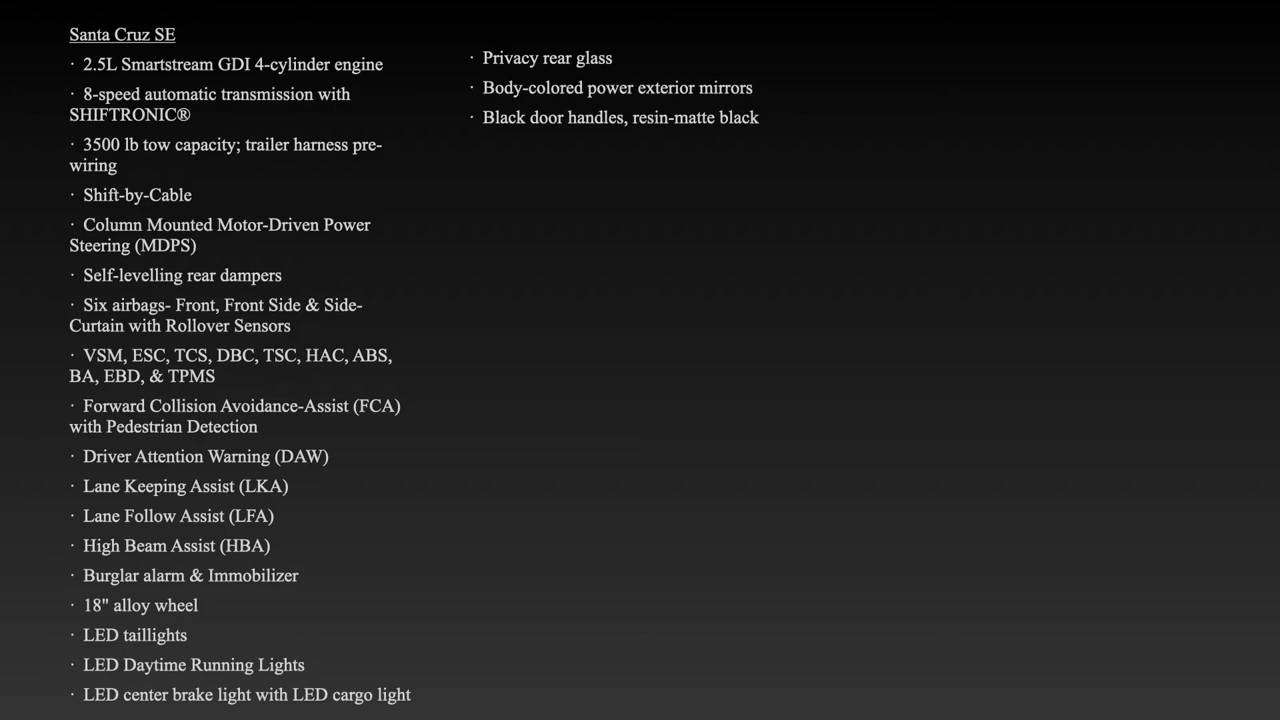 Santa Cruz SE
· 2.5L Smartstream GDI 4-cylinder engine
· 8-speed automatic transmission with
SHIFTRONIC®
· 3500 lb tow capacity; trailer harness pre-
wiring
· Shift-by-Cable
· Column Mounted Motor-Driven Power
Steering (MDPS)
· Self-levelling rear dampers
· Six airbags- Front, Front Side & Side-
Curtain with Rollover Sensors
· VSM, ESC, TCS, DBC, TSC, HAC, ABS,
BA, EBD, & TPMS
· Forward Collision Avoidance-Assist (FCA)
with Pedestrian Detection
· Driver Attention Warning (DAW)
· Lane Keeping Assist (LKA)
· Lane Follow Assist (LFA)
· High Beam Assist (HBA)
· Burglar alarm & Immobilizer
· 18" alloy wheel
· LED taillights
· LED Daytime Running Lights
· LED center brake light with LED cargo light
· Privacy rear glass
· Body-colored power exterior mirrors
· Black door handles, resin-matte black